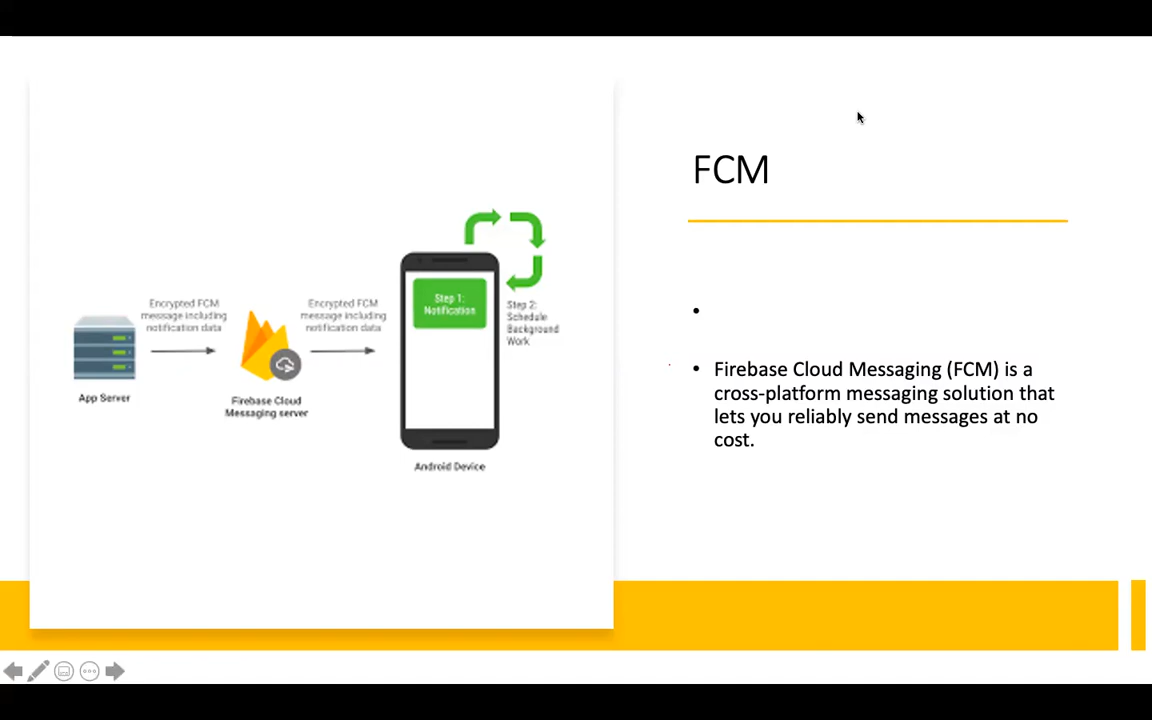 FCM
•
• Firebase Cloud Messaging (FCM) is a
cross-platform messaging solution that
lets you reliably send messages at no
cost.
Encrypted FCM
message including
notification data
Encrypted FCM
message including
notification data
Step 1:
Notification
Step 2:
Schedule
Background
Work
App Server
Firebase Cloud
Messaging server
Android Device